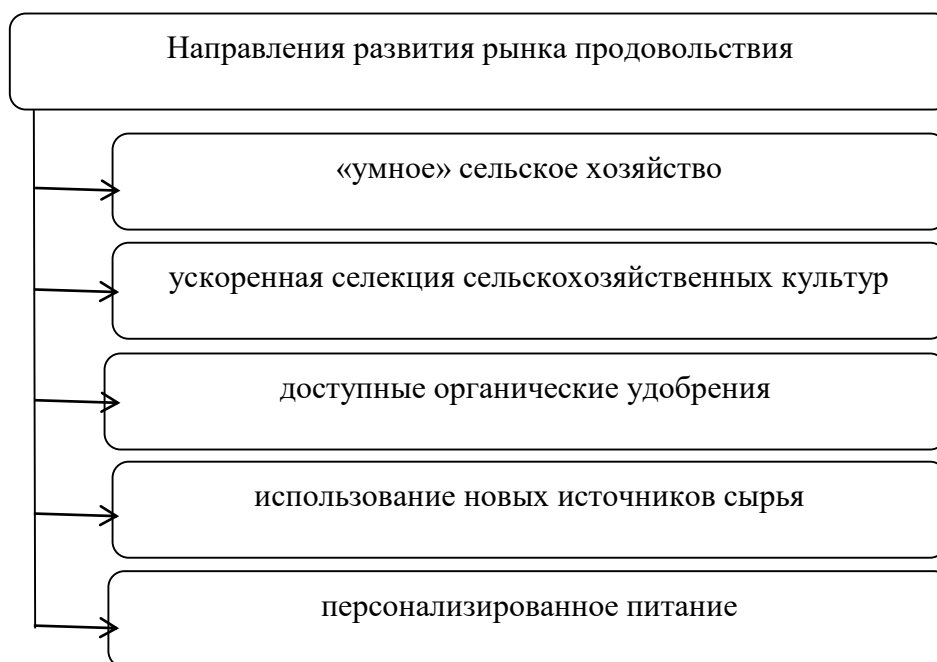 Направления развития рынка продовольствия
«умное» сельское хозяйство
ускоренная селекция сельскохозяйственных культур
доступные органические удобрения
использование новых источников сырья
персонализированное питание